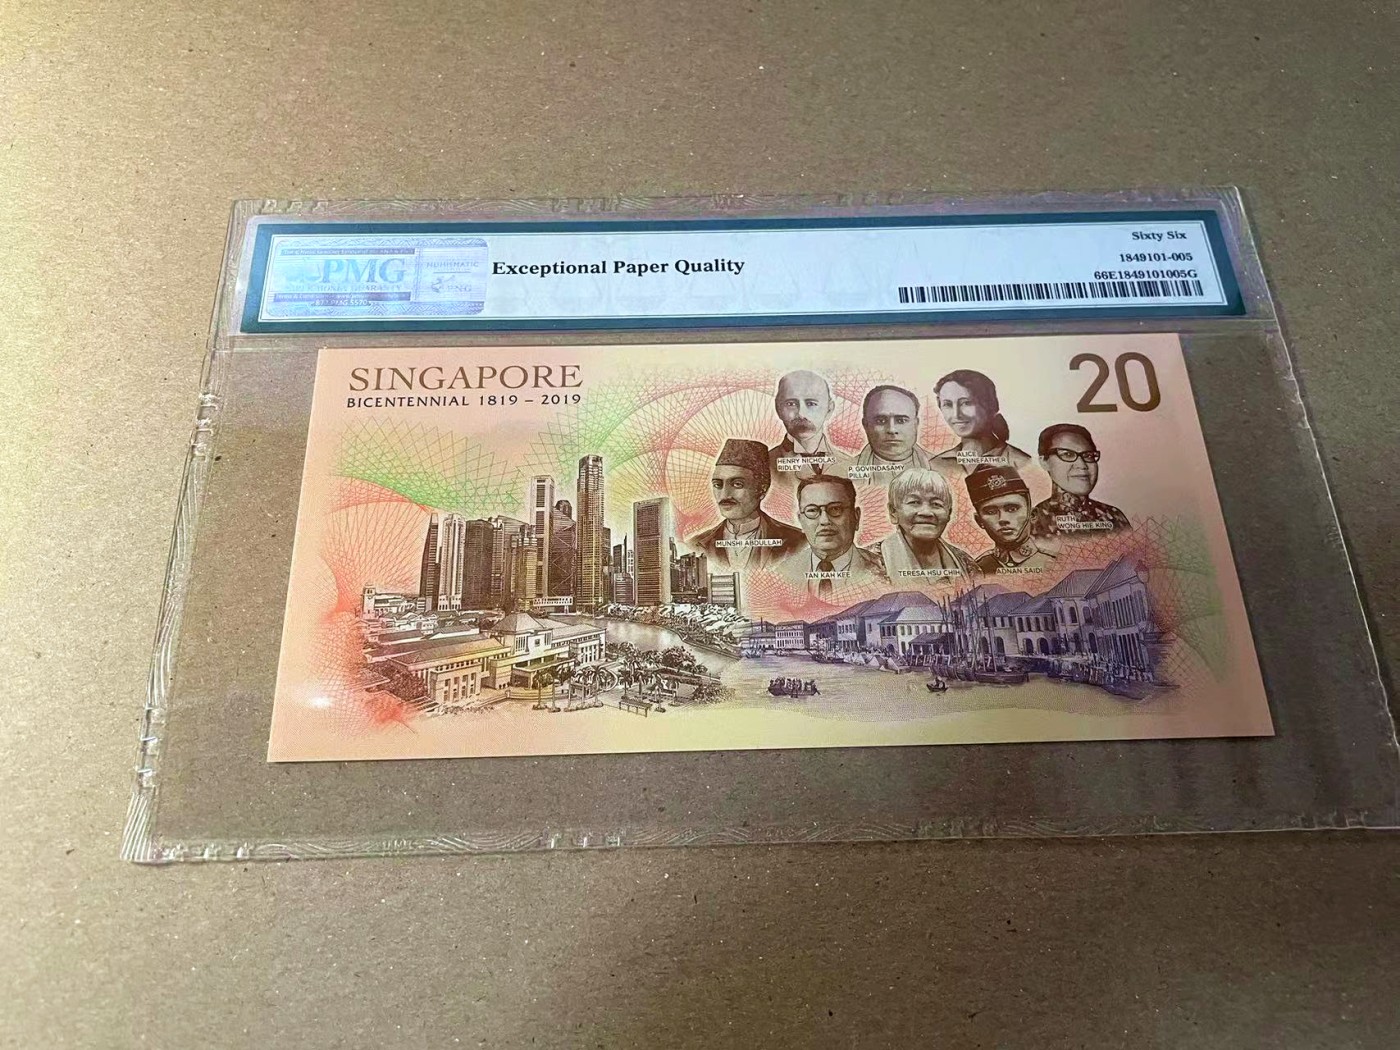 PMG
NUMISMATIC
Exceptional Paper Quality
Sixty Six
1849101-005
66E1849101005G
SINGAPORE
BICENTENNIAL 1819 – 2019
20
HENRY NICHOLAS
RIDLEY
P. GOVINDASAMY
PILLAI
ALICE
PENNEFATHER
RUTH
WONG HIE KING
MUNSHI ABDULLAH
TAN KAH KEE
TERESA HSU CHIH
ADNAN SAIDI